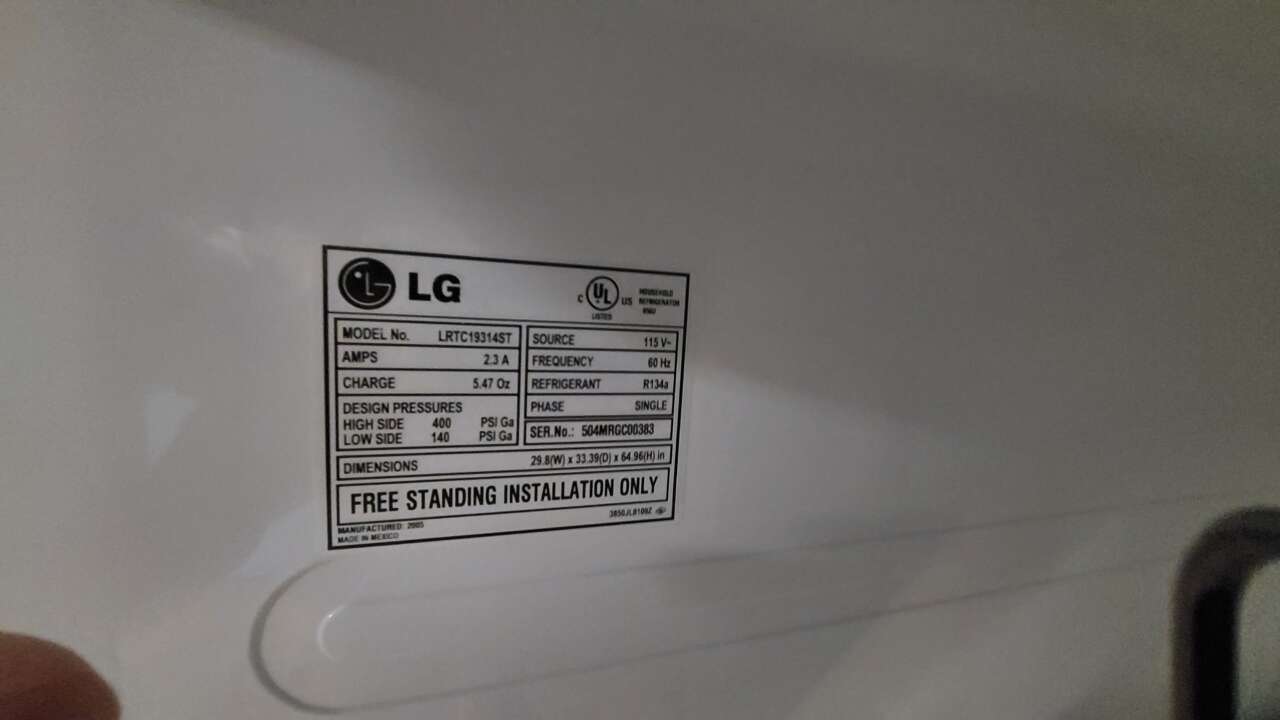 LG
C UL US
LISTED
HOUSEHOLD
REFRIGERATOR
MODEL No. LRTC19314ST
AMPS 2.3 A
CHARGE 5.47 Oz
DESIGN PRESSURES
HIGH SIDE 400 PSI Ga
LOW SIDE 140 PSI Ga
SOURCE 115 V~
FREQUENCY 60 Hz
REFRIGERANT R134a
PHASE SINGLE
SER.No.: 504MRGC00383
DIMENSIONS 29.8(W) x 33.39(D) x 64.96(H) in
FREE STANDING INSTALLATION ONLY
MANUFACTURED: 2005
MADE IN MEXICO